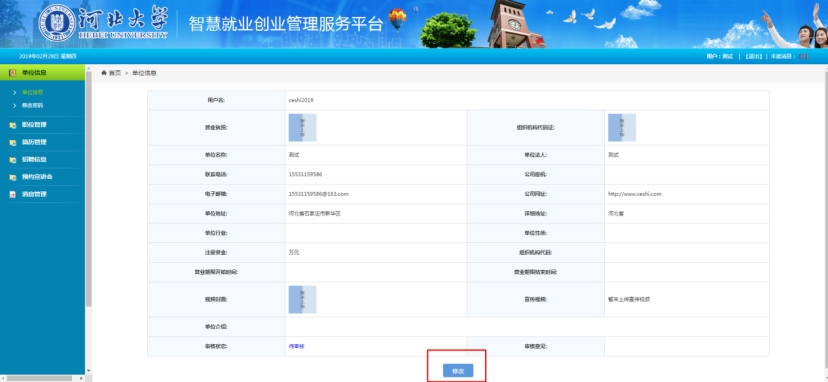 河北大学
HEBEI UNIVERSITY
智慧就业创业管理服务平台
2019年02月28日 星期四
用户：测试 | 【退出】 | 未读消息：
单位信息
首页 > 单位信息
单位信息
修改密码
职位管理
简历管理
招聘信息
预约宣讲会
消息管理
用户名: ceshi2019
营业执照: 组织机构代码证:
单位名称: 测试 单位法人: 测试
联系电话: 15531159586 公司座机:
电子邮箱: 15531159586@163.com 公司网址: http://www.ceshi.com
单位地址: 河北省石家庄市新华区 详细地址: 河北省
单位行业: 单位性质:
注册资金: 万元 组织机构代码:
营业期限开始时间: 营业期限结束时间:
视频封面: 宣传视频: 暂未上传宣传视频
单位介绍:
审核状态: 待审核 审核意见:
修改